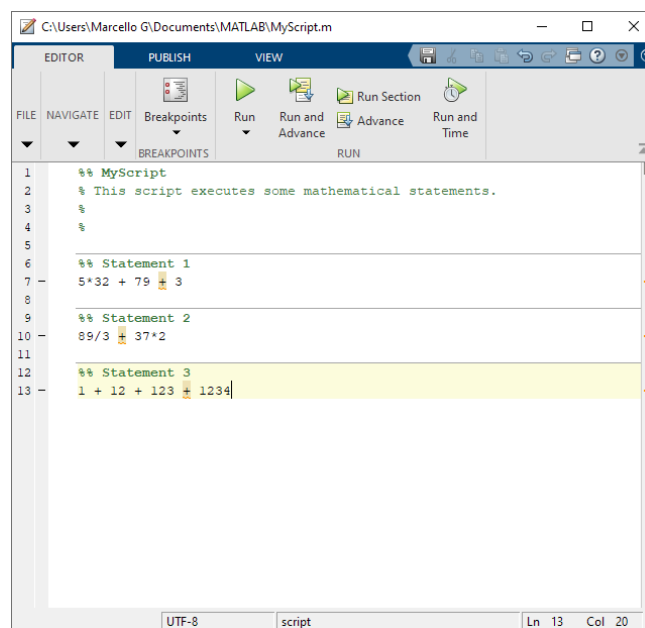 C:\Users\Marcello G\Documents\MATLAB\MyScript.m
EDITOR PUBLISH VIEW
FILE NAVIGATE EDIT Breakpoints Run Run and Advance Run Section Advance Run and Time
BREAKPOINTS RUN
1 %% MyScript
2 % This script executes some mathematical statements.
3 %
4 %
5
6 %% Statement 1
7 – 5*32 + 79 + 3
8
9 %% Statement 2
10 – 89/3 + 37*2
11
12 %% Statement 3
13 – 1 + 12 + 123 + 1234
UTF-8 script Ln 13 Col 20